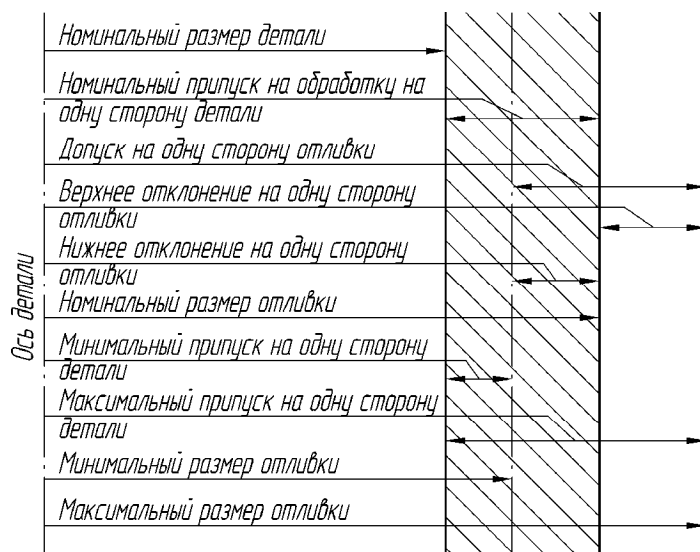 Номинальный размер детали
Номинальный припуск на обработку на
одну сторону детали
Допуск на одну сторону отливки
Верхнее отклонение на одну сторону
отливки
Нижнее отклонение на одну сторону
отливки
Номинальный размер отливки
Минимальный припуск на одну сторону
детали
Максимальный припуск на одну сторону
детали
Минимальный размер отливки
Максимальный размер отливки
Ось детали